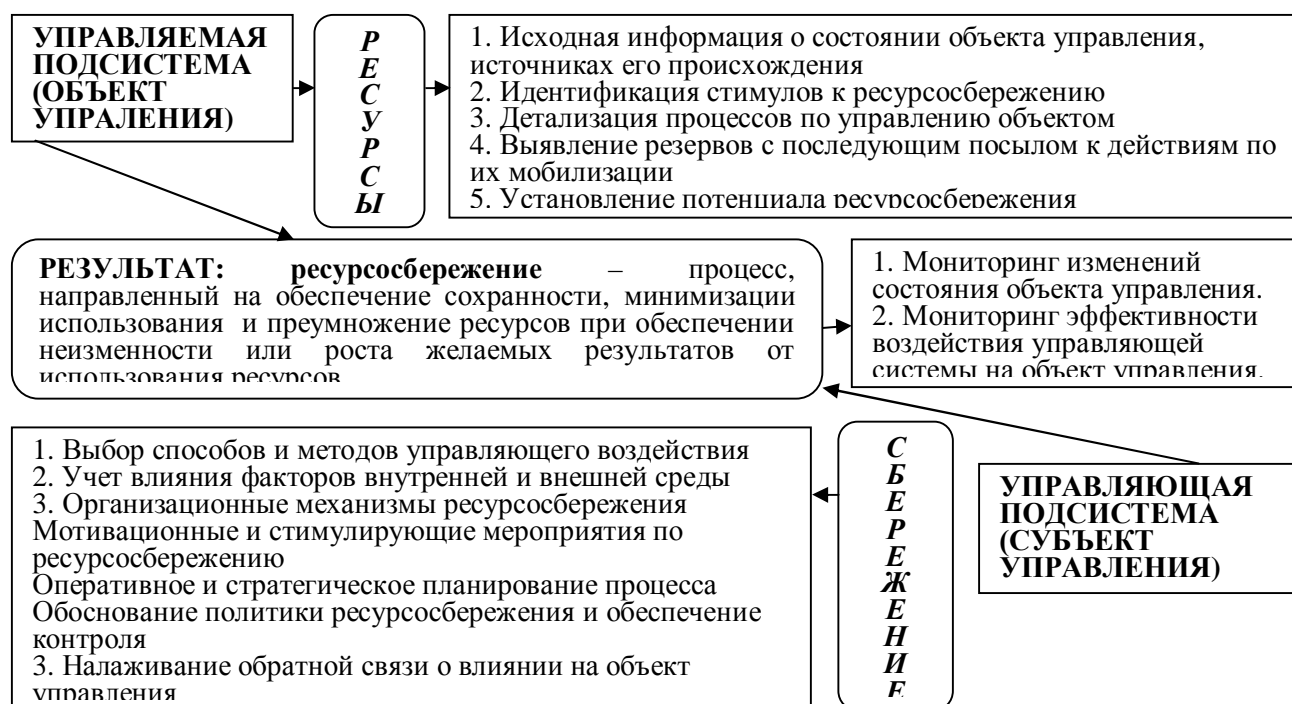 УПРАВЛЯЕМАЯ
ПОДСИСТЕМА
(ОБЪЕКТ
УПРАЛЕНИЯ)
РЕСУРСЫ
1. Исходная информация о состоянии объекта управления,
источниках его происхождения
2. Идентификация стимулов к ресурсосбережению
3. Детализация процессов по управлению объектом
4. Выявление резервов с последующим посылом к действиям по
их мобилизации
5. Установление потенциала ресурсосбережения
РЕЗУЛЬТАТ: ресурсосбережение – процесс,
направленный на обеспечение сохранности, минимизации
использования и преумножение ресурсов при обеспечении
неизменности или роста желаемых результатов от
использования ресурсов
1. Мониторинг изменений
состояния объекта управления.
2. Мониторинг эффективности
воздействия управляющей
системы на объект управления.
1. Выбор способов и методов управляющего воздействия
2. Учет влияния факторов внутренней и внешней среды
3. Организационные механизмы ресурсосбережения
Мотивационные и стимулирующие мероприятия по
ресурсосбережению
Оперативное и стратегическое планирование процесса
Обоснование политики ресурсосбережения и обеспечение
контроля
3. Налаживание обратной связи о влиянии на объект
управления
СБЕРЕЖЕНИЕ
УПРАВЛЯЮЩАЯ
ПОДСИСТЕМА
(СУБЪЕКТ
УПРАВЛЕНИЯ)